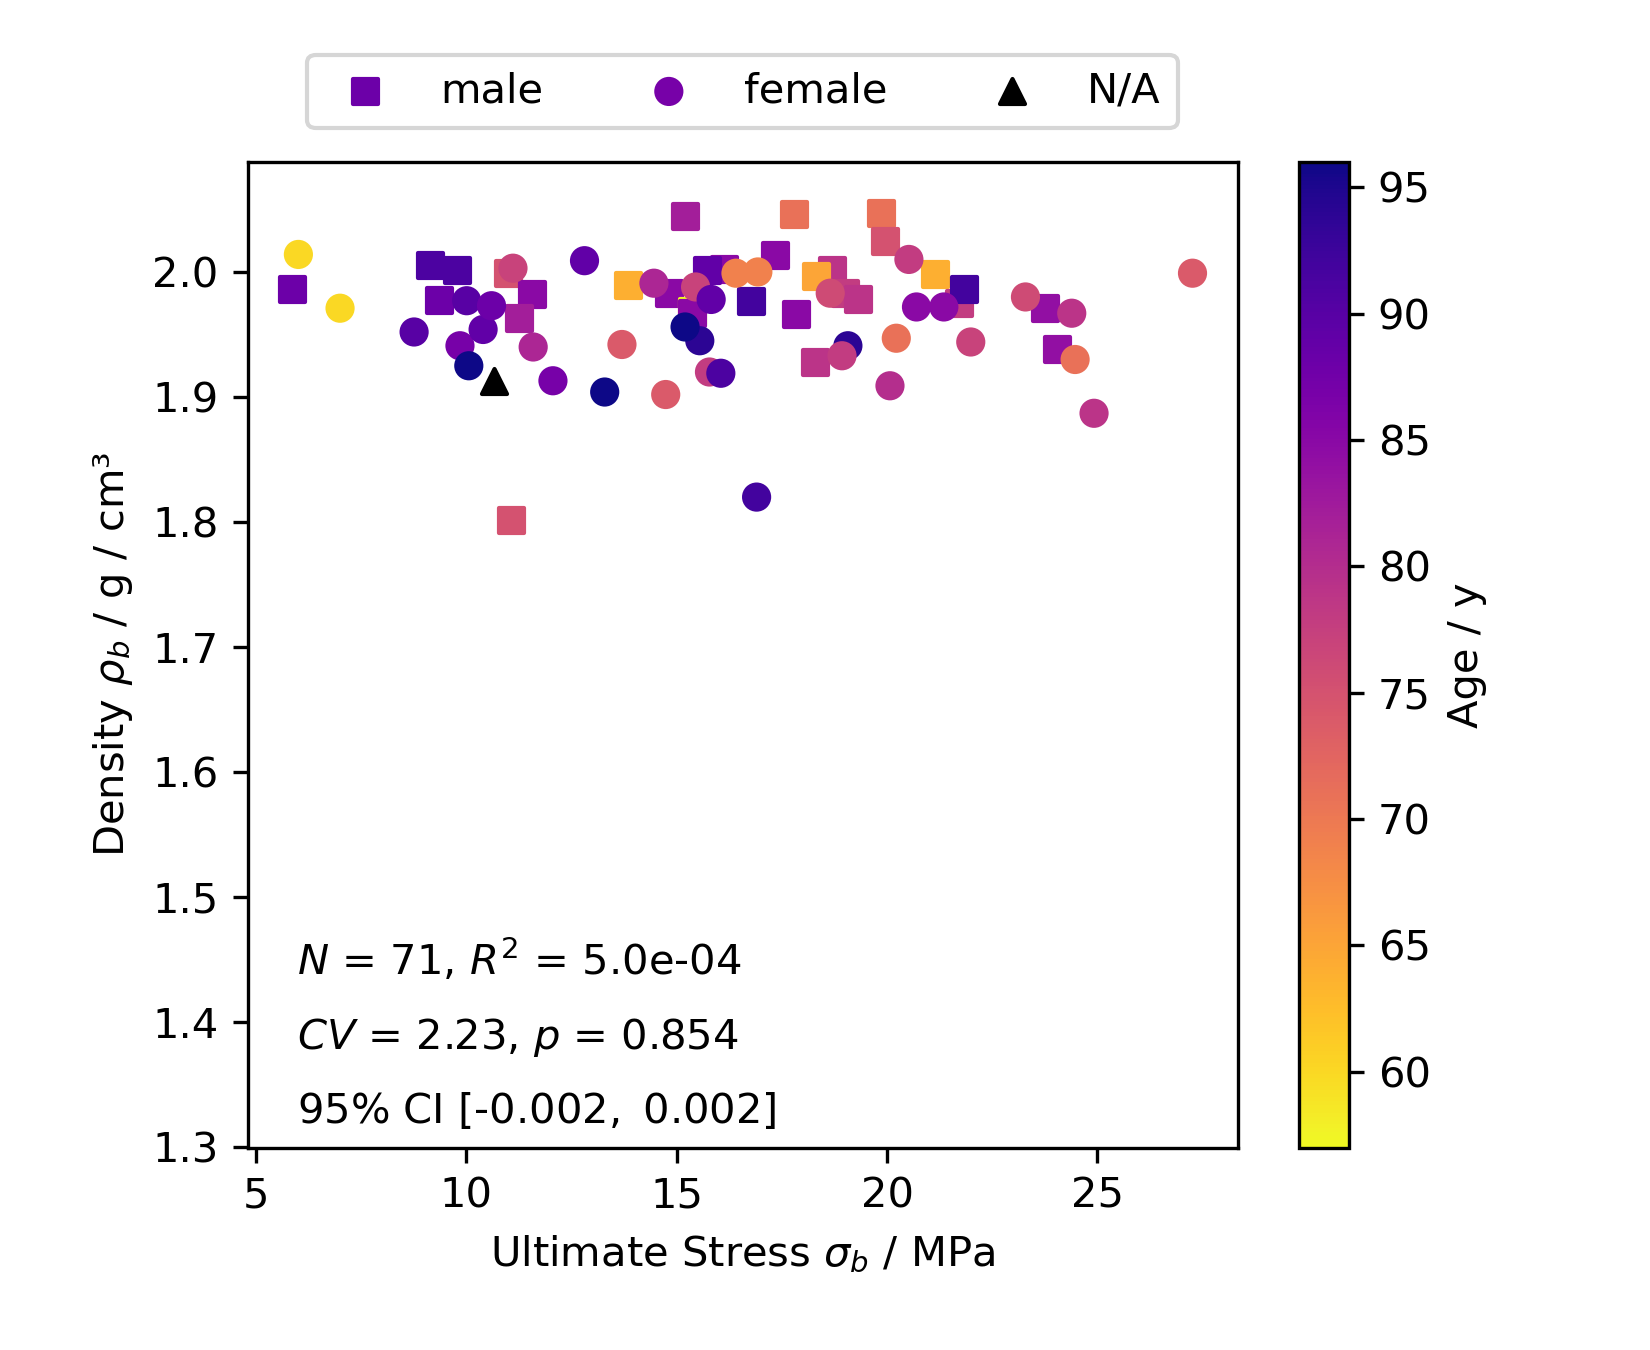 male female N/A
2.0
1.9
1.8
1.7
1.6
1.5
1.4
1.3
Density ρb / g / cm³
N = 71, R² = 5.0e-04
CV = 2.23, p = 0.854
95% CI [-0.002, 0.002]
5 10 15 20 25
Ultimate Stress σb / MPa
95
90
85
80
75
70
65
60
Age / y